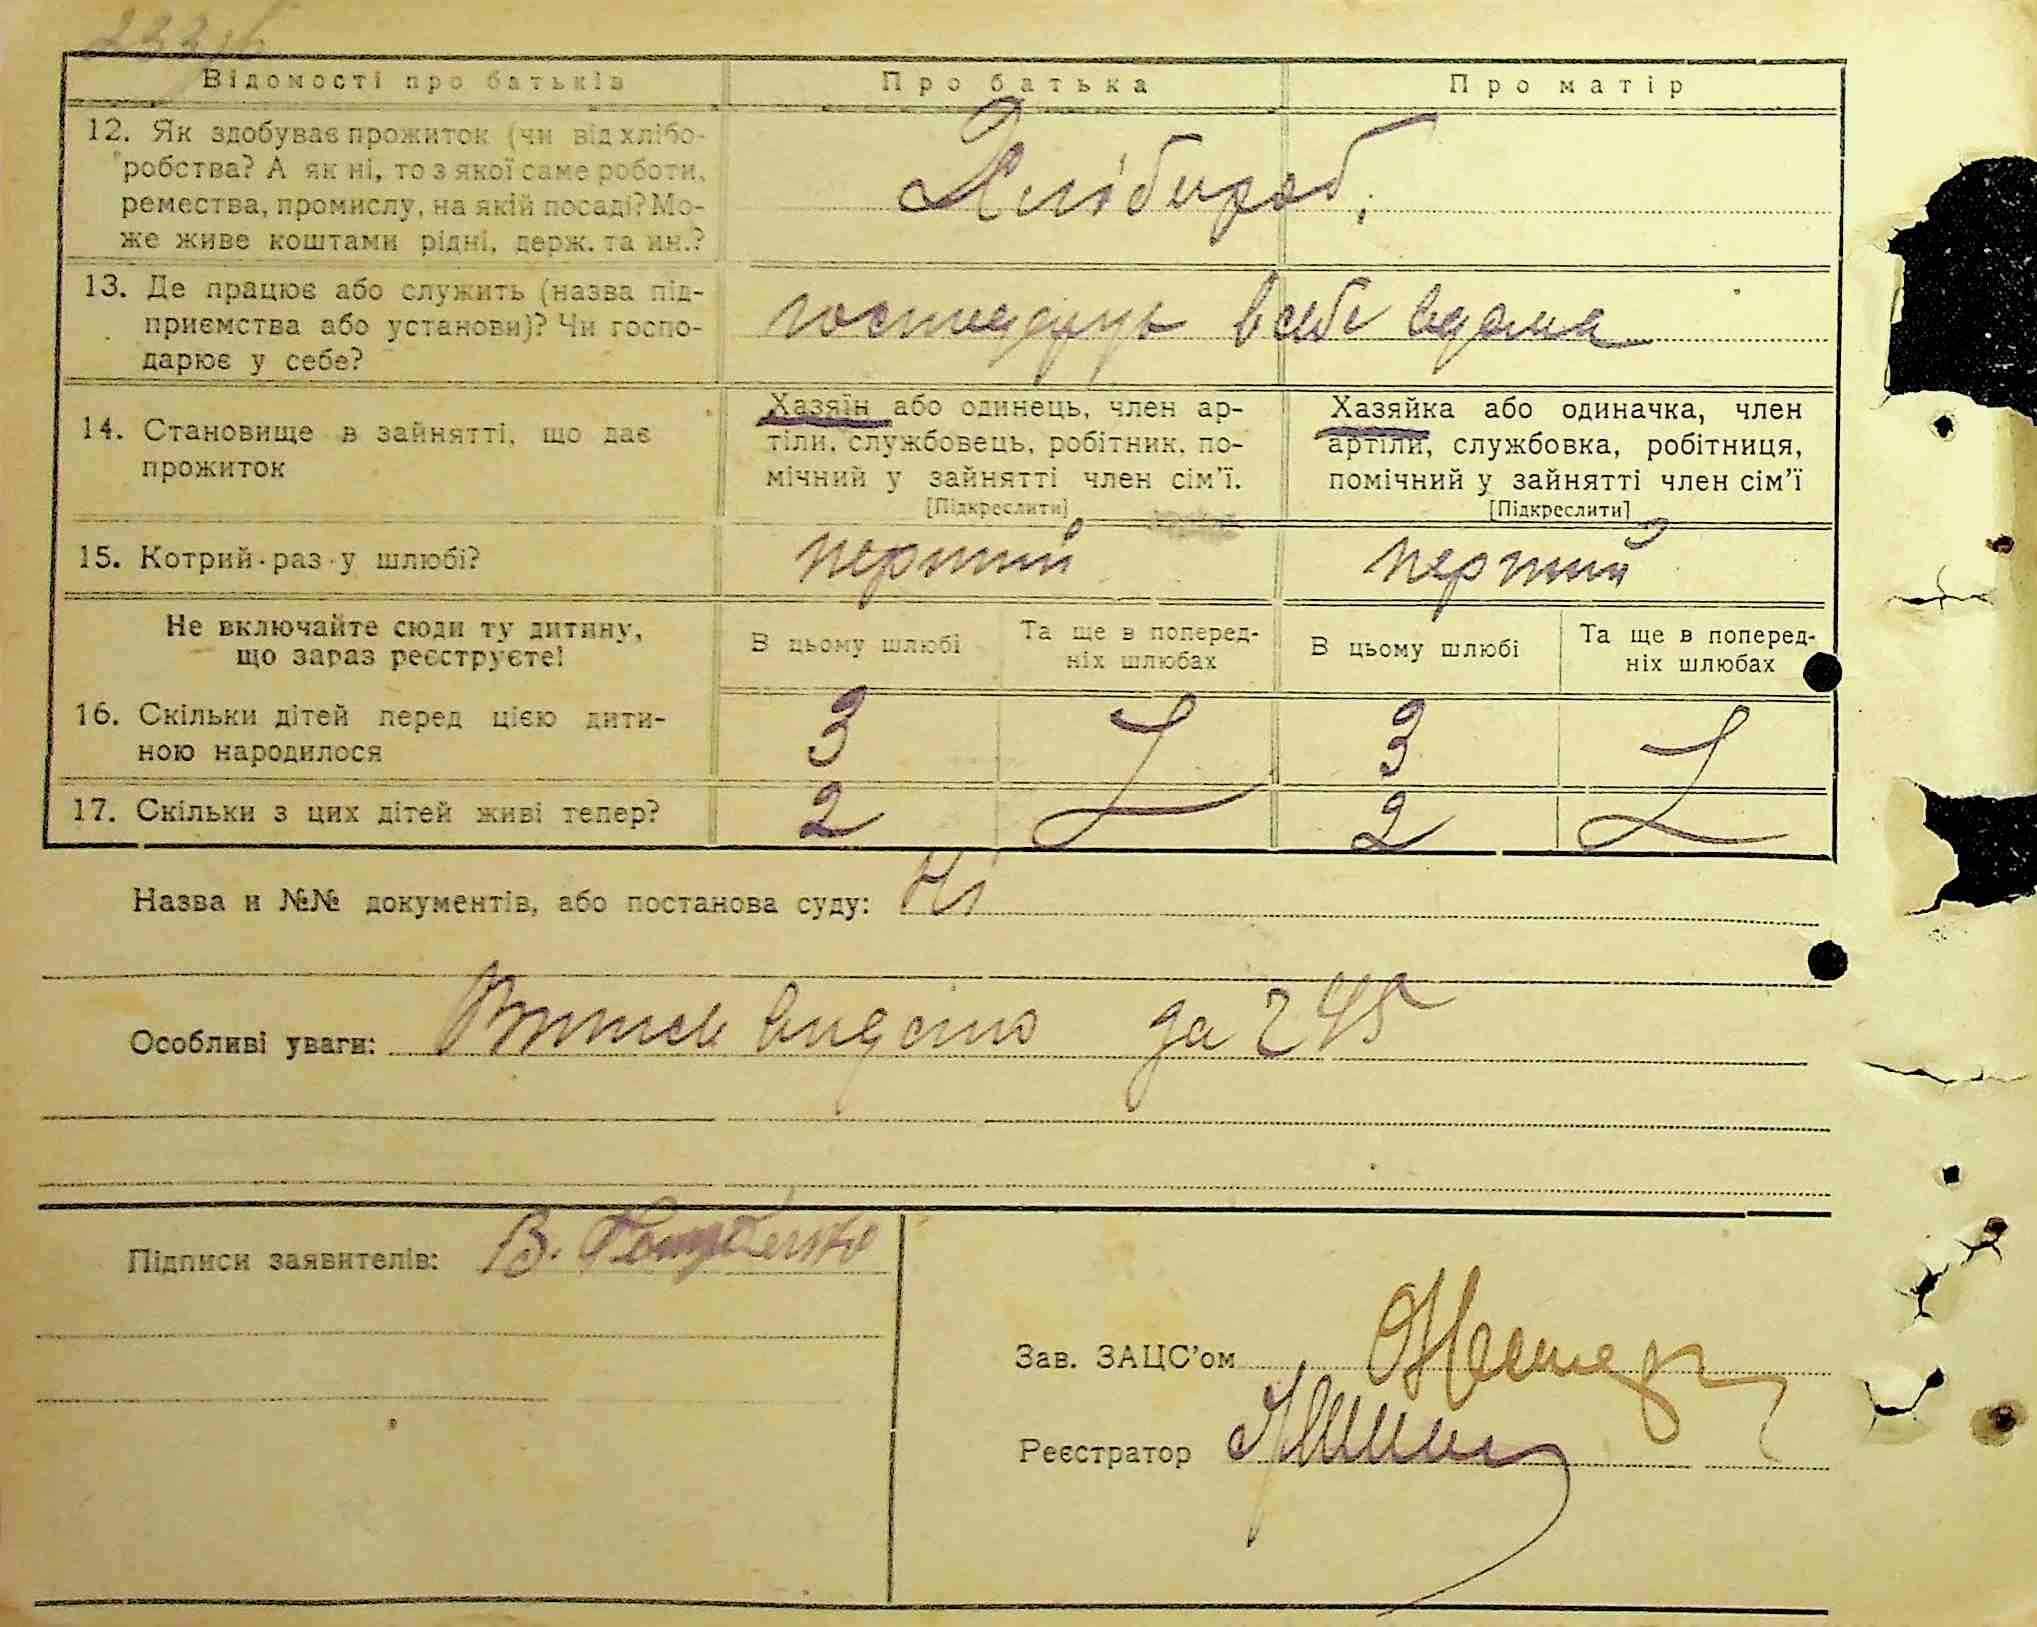 Відомості про батьків Про батька Про матір
12. Як здобуває прожиток (чи від хлібо-
робства? А як ні, то з якої саме роботи,
ремества, промислу, на якій посаді? Мо-
же живе коштами рідні, держ. та ин.?
Хлібороб.
13. Де працює або служить (назва під-
приємства або установи)? Чи госпо-
дарює у себе?
14. Становище в зайнятті, що дає
прожиток
Хазяїн або одинець, член ар-
тіли, службовець, робітник, по-
мічний у зайнятті член сім'ї.
[Підкреслити]
Хазяйка або одиначка, член
артіли, службовка, робітниця,
помічний у зайнятті член сім'ї
[Підкреслити]
15. Котрий раз у шлюбі? перший перший
Не включайте сюди ту дитину,
що зараз реєструєте!
В цьому шлюбі
Та ще в поперед-
ніх шлюбах
В цьому шлюбі
Та ще в поперед-
ніх шлюбах
16. Скільки дітей перед цією дити-
ною народилося
3 3
17. Скільки з цих дітей живі тепер? 2 2
Назва и №№ документів, або постанова суду: Ні
Особливі уваги: за 2 45
Підписи заявителів: В.
Зав. ЗАЦС'ом
Реєстратор